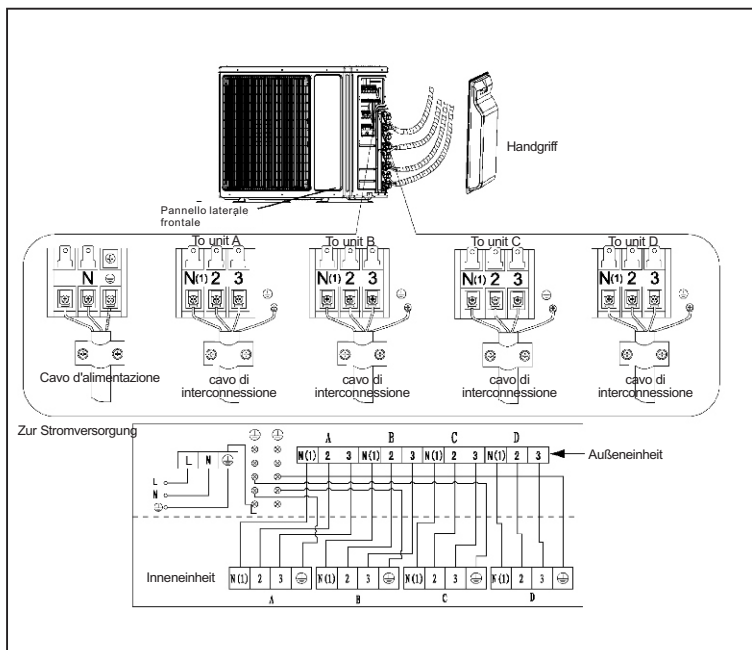 Handgriff
Pannello laterale
frontale
To unit A
To unit B
To unit C
To unit D
N
N(1) 2 3
N(1) 2 3
N(1) 2 3
N(1) 2 3
Cavo d'alimentazione
cavo di
interconnessione
cavo di
interconnessione
cavo di
interconnessione
cavo di
interconnessione
Zur Stromversorgung
A B C D
L N
N(1) 2 3 N(1) 2 3 N(1) 2 3 N(1) 2 3
Außeneinheit
L
N
Inneneinheit
N(1) 2 3 N(1) 2 3 N(1) 2 3 N(1) 2 3
A B C D